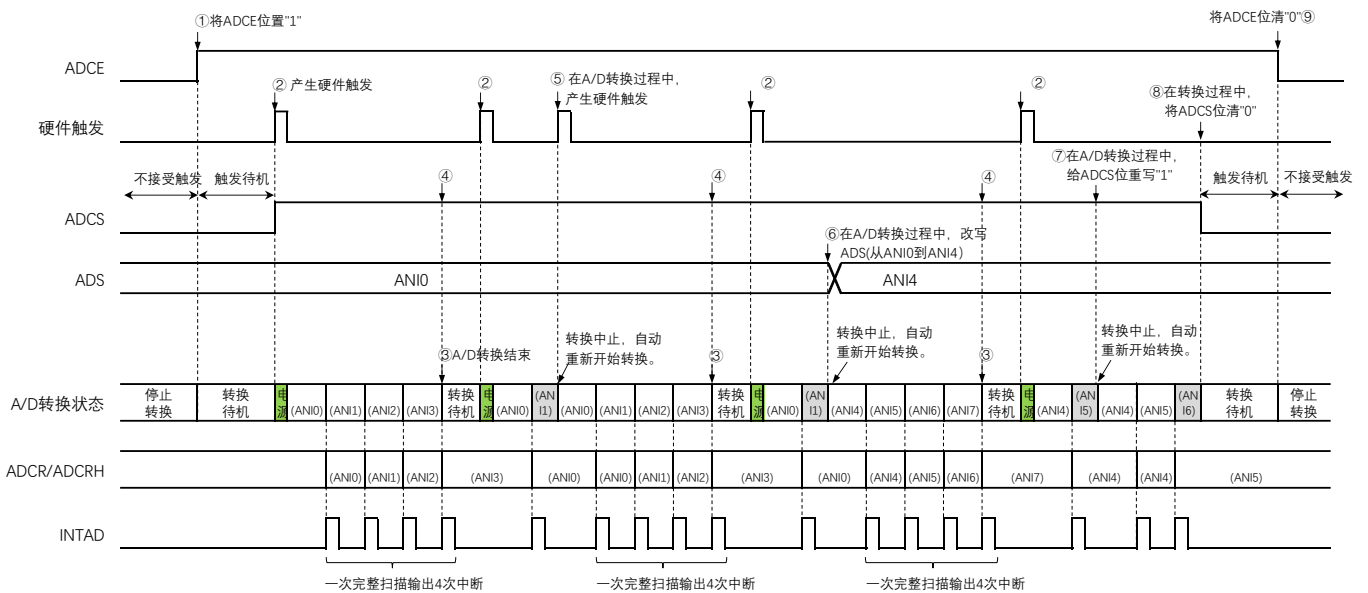 ①将ADCE位置"1"
将ADCE位清"0"⑨
ADCE
② 产生硬件触发
②
⑤ 在A/D转换过程中,
产生硬件触发
②
②
⑧在转换过程中,
将ADCS位清"0"
硬件触发
⑦在A/D转换过程中,
给ADCS位重写"1"
不接受触发
触发待机
④
④
④
触发待机
不接受触发
ADCS
⑥在A/D转换过程中，改写
ADS(从ANI0到ANI4）
ADS
ANI0
ANI4
③A/D转换结束
转换中止，自动
重新开始转换。
③
转换中止，自动
重新开始转换。
③
转换中止，自动
重新开始转换。
A/D转换状态
停止
转换
转换
待机
电
源
(ANI0)
(ANI1)
(ANI2)
(ANI3)
转换
待机
电
源
(ANI0)
(AN
I1)
(ANI0)
(ANI1)
(ANI2)
(ANI3)
转换
待机
电
源
(ANI0)
(AN
I1)
(ANI4)
(ANI5)
(ANI6)
(ANI7)
转换
待机
电
源
(ANI4)
(AN
I5)
(ANI4)
(ANI5)
(AN
I6)
转换
待机
停止
转换
ADCR/ADCRH
(ANI0)
(ANI1)
(ANI2)
(ANI3)
(ANI0)
(ANI0)
(ANI1)
(ANI2)
(ANI3)
(ANI0)
(ANI4)
(ANI5)
(ANI6)
(ANI7)
(ANI4)
(ANI4)
(ANI5)
INTAD
一次完整扫描输出4次中断
一次完整扫描输出4次中断
一次完整扫描输出4次中断